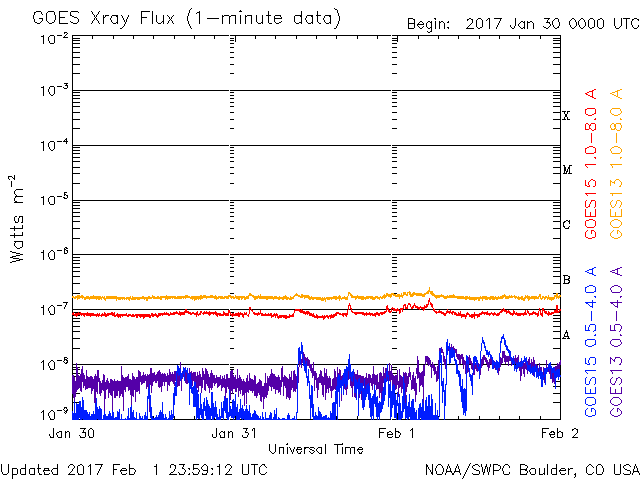 GOES Xray Flux (1-minute data)
Begin: 2017 Jan 30 0000 UTC
10-2
10-3
10-4
10-5
10-6
10-7
10-8
10-9
Watts m-2
X
M
C
B
A
GOES15 1.0-8.0 A
GOES13 1.0-8.0 A
GOES15 0.5-4.0 A
GOES13 0.5-4.0 A
Jan 30
Jan 31
Feb 1
Feb 2
Universal Time
Updated 2017 Feb 1 23:59:12 UTC
NOAA/SWPC Boulder, CO USA